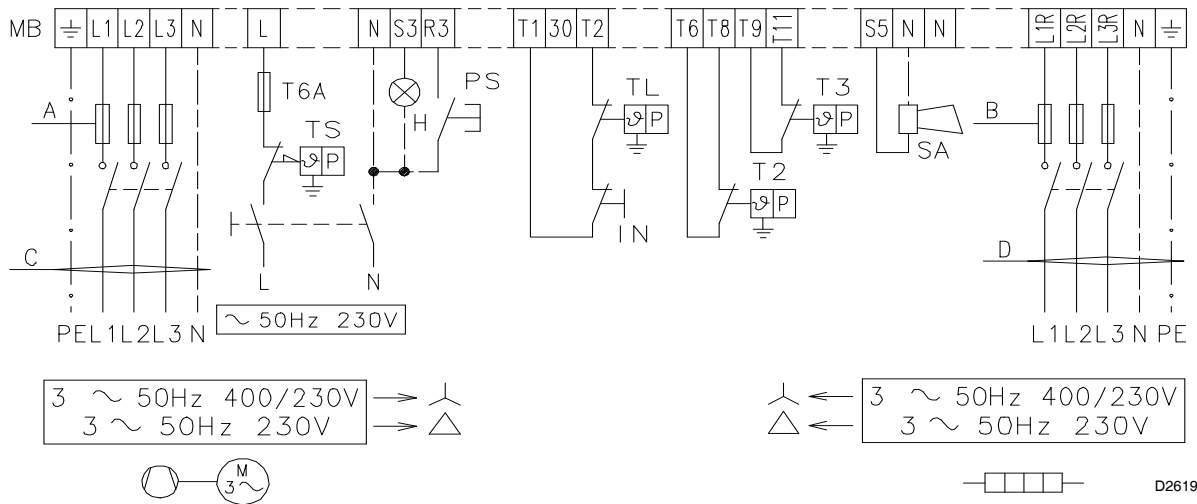 MB L1 L2 L3 N L N S3 R3 T1 30 T2 T6 T8 T9 T11 S5 N N L1R L2R L3R N
A T6A H PS TL T3 B
TS ϑ P ϑ P ϑ P SA
T2
ϑ P
IN
C L N D
PE L1 L2 L3 N ~ 50Hz 230V L1 L2 L3 N PE
3 ~ 50Hz 400/230V
3 ~ 50Hz 230V
3 ~ 50Hz 400/230V
3 ~ 50Hz 230V
M
3~
D2619